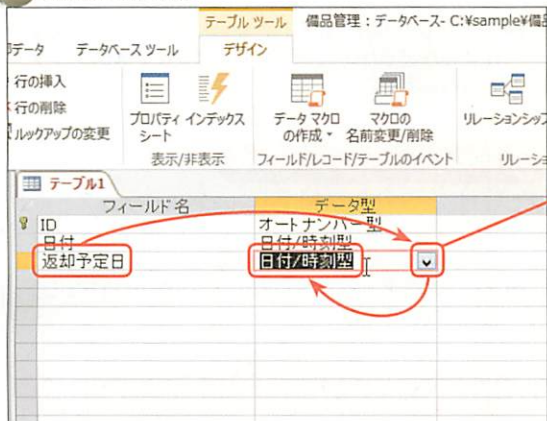 テーブル ツール
備品管理：データベース- C:¥sample¥備品
データ
データベース ツール
デザイン
行の挿入
行の削除
ルックアップの変更
プロパティ
シート
インデックス
データ マクロ
の作成
マクロの
名前変更/削除
リレーションシップ
表示/非表示
フィールド/レコード/テーブルのイベント
リレーショ
テーブル1
フィールド名
データ型
ID
オートナンバー型
日付
日付/時刻型
返却予定日
日付/時刻型